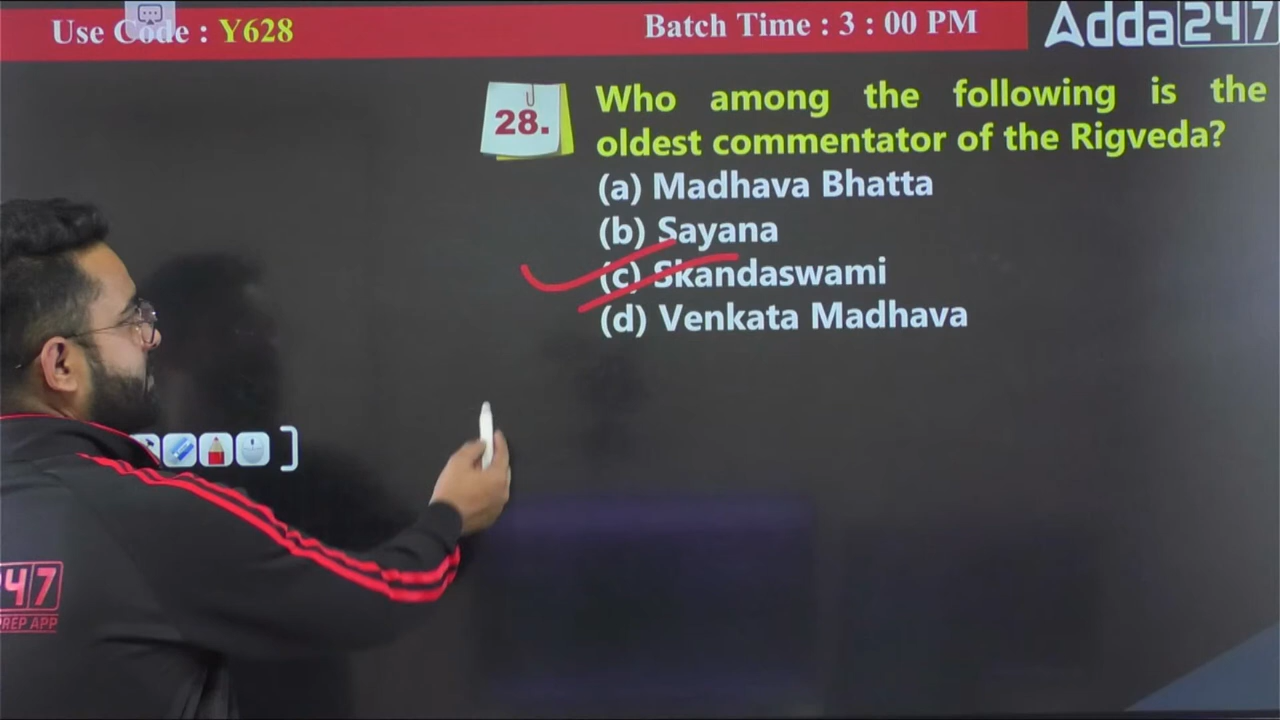 Use Code : Y628
Batch Time : 3 : 00 PM
Adda247
28.
Who among the following is the
oldest commentator of the Rigveda?
(a) Madhava Bhatta
(b) Sayana
(c) Skandaswami
(d) Venkata Madhava
]
247
PREP APP